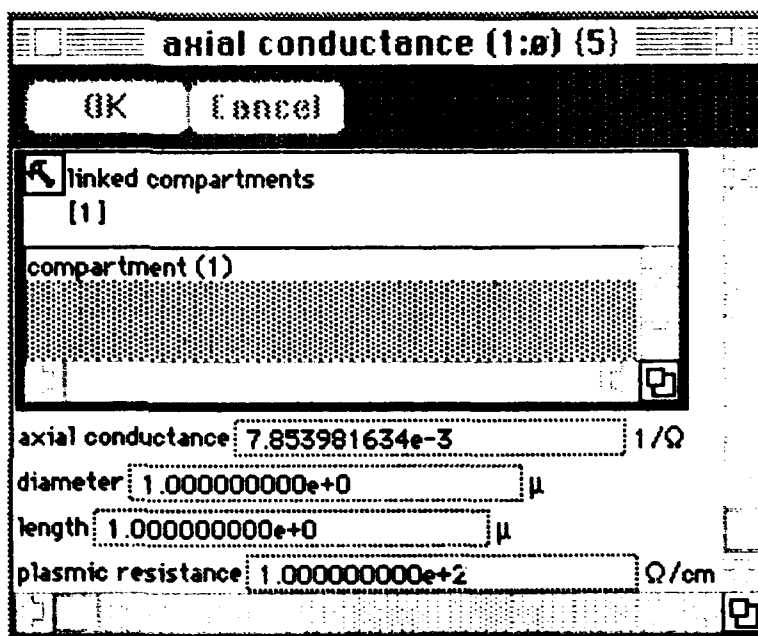 axial conductance (1:ø) {5}
OK Cancel
linked compartments
[1]
compartment (1)
axial conductance 7.853981634e-3 1/Ω
diameter 1.000000000e+0 μ
length 1.000000000e+0 μ
plasmic resistance 1.000000000e+2 Ω/cm